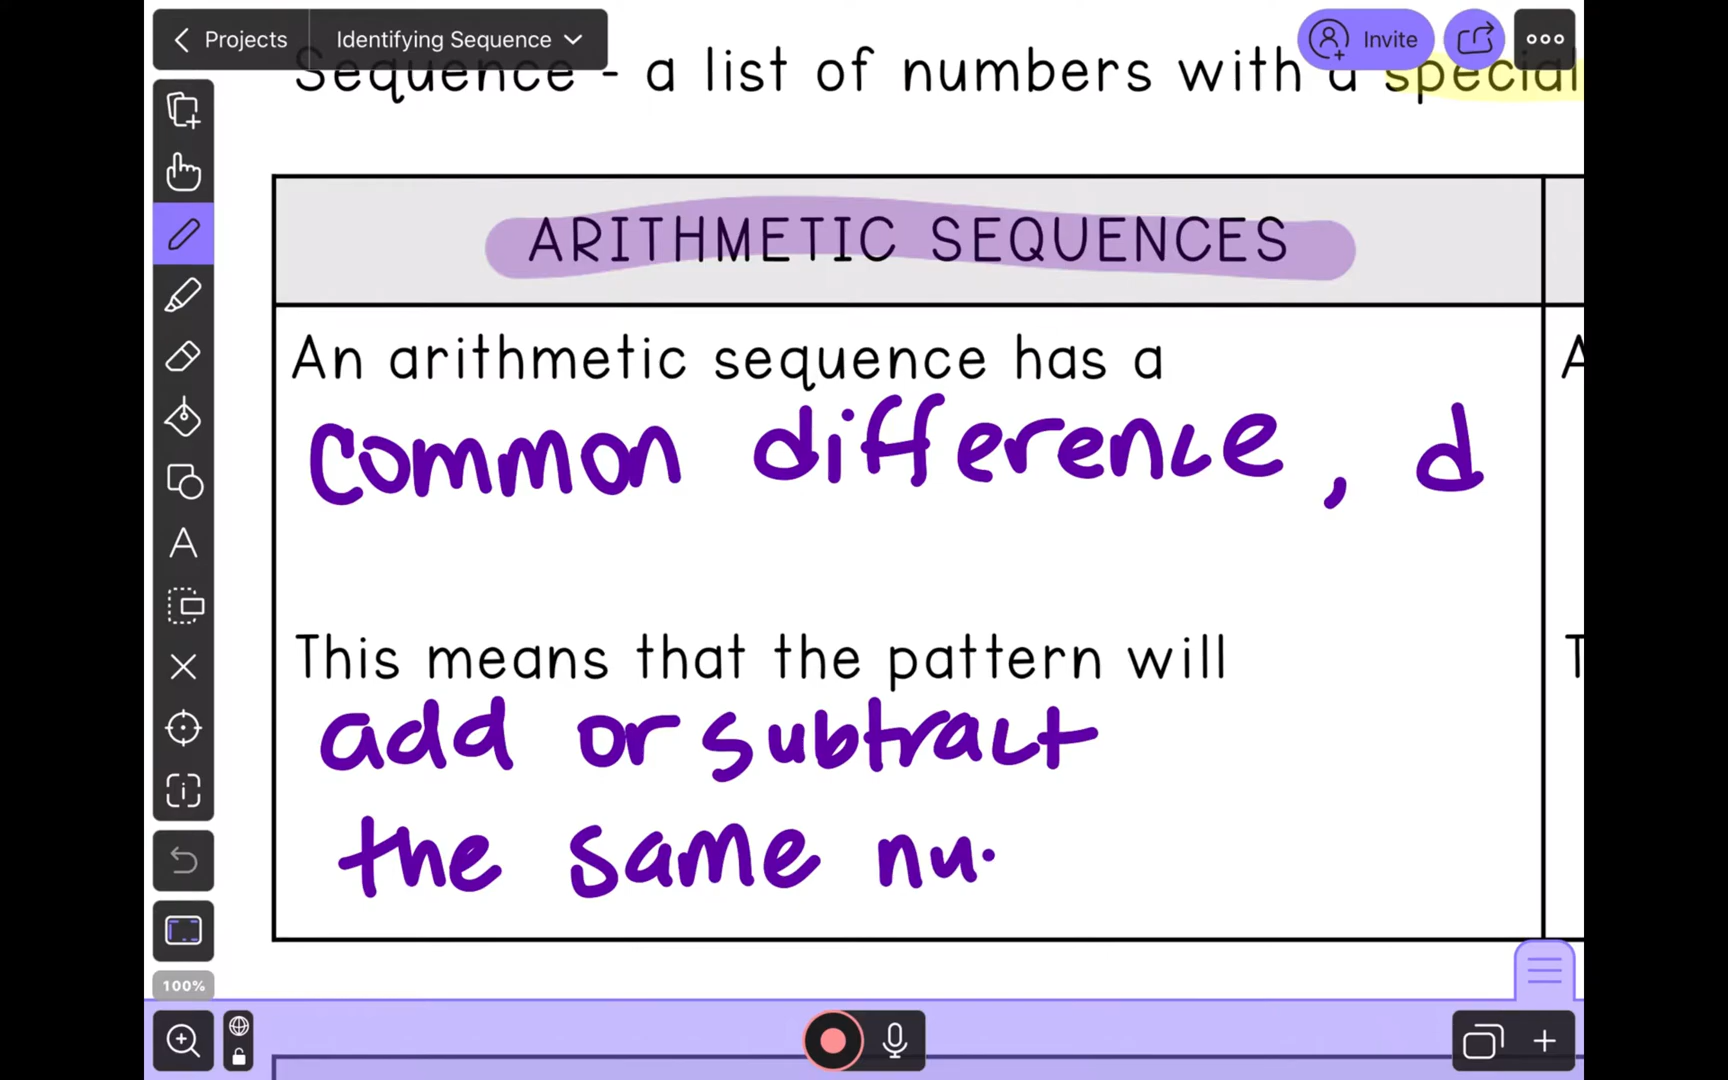 Projects
Identifying Sequence
Invite
Sequence - a list of numbers with a special
ARITHMETIC SEQUENCES
An arithmetic sequence has a
common difference, d
This means that the pattern will
add or subtract
the same nu
A
T
A
100%